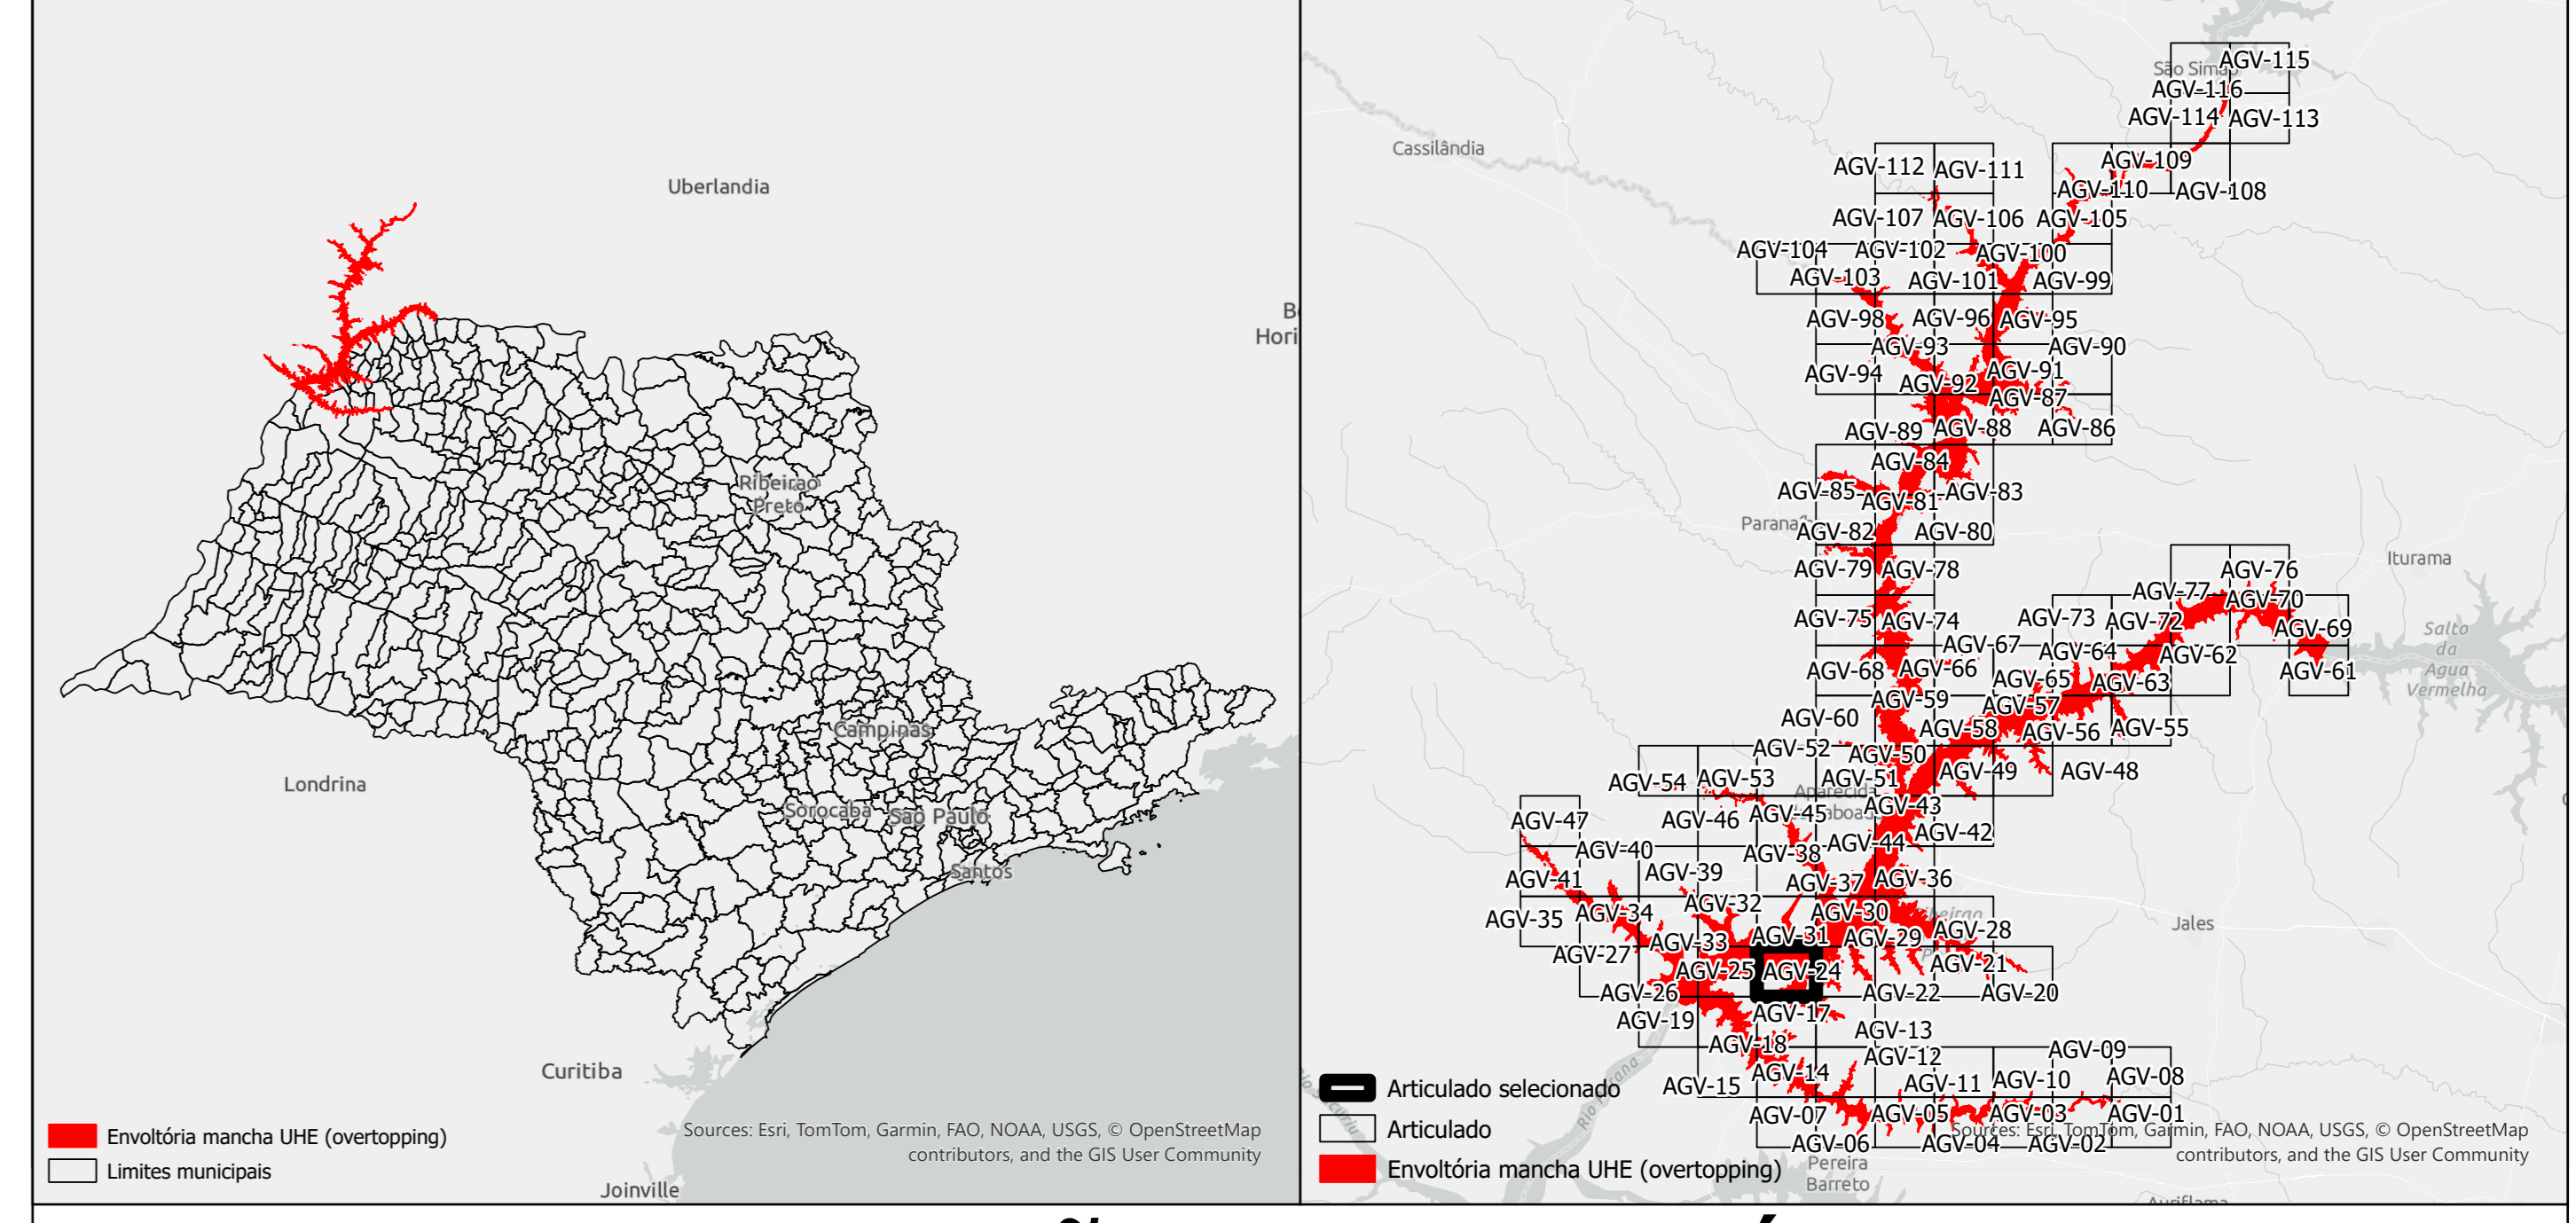 Uberlandia
B
Hori
Ribeirao
Preto
Campinas
Londrina
Sorocaba
Sao Paulo
Santos
Curitiba
Joinville
Envoltória mancha UHE (overtopping)
Limites municipais
Sources: Esri, TomTom, Garmin, FAO, NOAA, USGS, © OpenStreetMap
contributors, and the GIS User Community
AGV-115
São Simã
AGV-116
AGV-114
AGV-113
Cassilândia
AGV-112
AGV-111
AGV-109
AGV-110
AGV-108
AGV-107
AGV-106
AGV-105
AGV-104
AGV-102
AGV-100
AGV-103
AGV-101
AGV-99
AGV-98
AGV-96
AGV-95
AGV-93
AGV-90
AGV-94
AGV-92
AGV-91
AGV-87
AGV-89
AGV-88
AGV-86
AGV-84
AGV-85
AGV-81
AGV-83
Paranaíb
AGV-82
AGV-80
AGV-79
AGV-78
Iturama
AGV-76
AGV-77
AGV-70
AGV-75
AGV-74
AGV-73
AGV-72
AGV-69
AGV-67
AGV-64
AGV-62
AGV-61
AGV-68
AGV-66
AGV-65
AGV-63
Salto
da
Agua
Vermelha
AGV-59
AGV-57
AGV-60
AGV-58
AGV-56
AGV-55
AGV-52
AGV-50
AGV-54
AGV-53
AGV-51
AGV-49
AGV-48
Aparecida
aboad
AGV-47
AGV-46
AGV-45
AGV-43
AGV-42
AGV-40
AGV-38
AGV-44
AGV-41
AGV-39
AGV-37
AGV-36
AGV-35
AGV-34
AGV-32
AGV-30
Jales
AGV-33
AGV-31
AGV-29
AGV-28
AGV-27
AGV-25
AGV-24
AGV-21
AGV-26
AGV-22
AGV-20
AGV-19
AGV-17
AGV-13
AGV-18
AGV-12
AGV-09
AGV-15
AGV-14
AGV-11
AGV-10
AGV-08
AGV-07
AGV-05
AGV-03
AGV-01
AGV-06
AGV-04
AGV-02
Pereira
Barreto
Auriflama
Articulado selecionado
Articulado
Envoltória mancha UHE (overtopping)
Sources: Esri, TomTom, Garmin, FAO, NOAA, USGS, © OpenStreetMap
contributors, and the GIS User Community